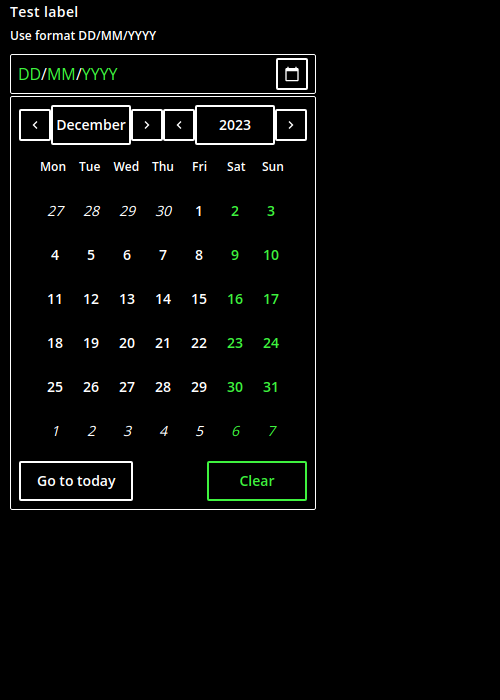 Test label
Use format DD/MM/YYYY
DD/MM/YYYY
December 2023
Mon Tue Wed Thu Fri Sat Sun
27 28 29 30 1 2 3
4 5 6 7 8 9 10
11 12 13 14 15 16 17
18 19 20 21 22 23 24
25 26 27 28 29 30 31
1 2 3 4 5 6 7
Go to today Clear